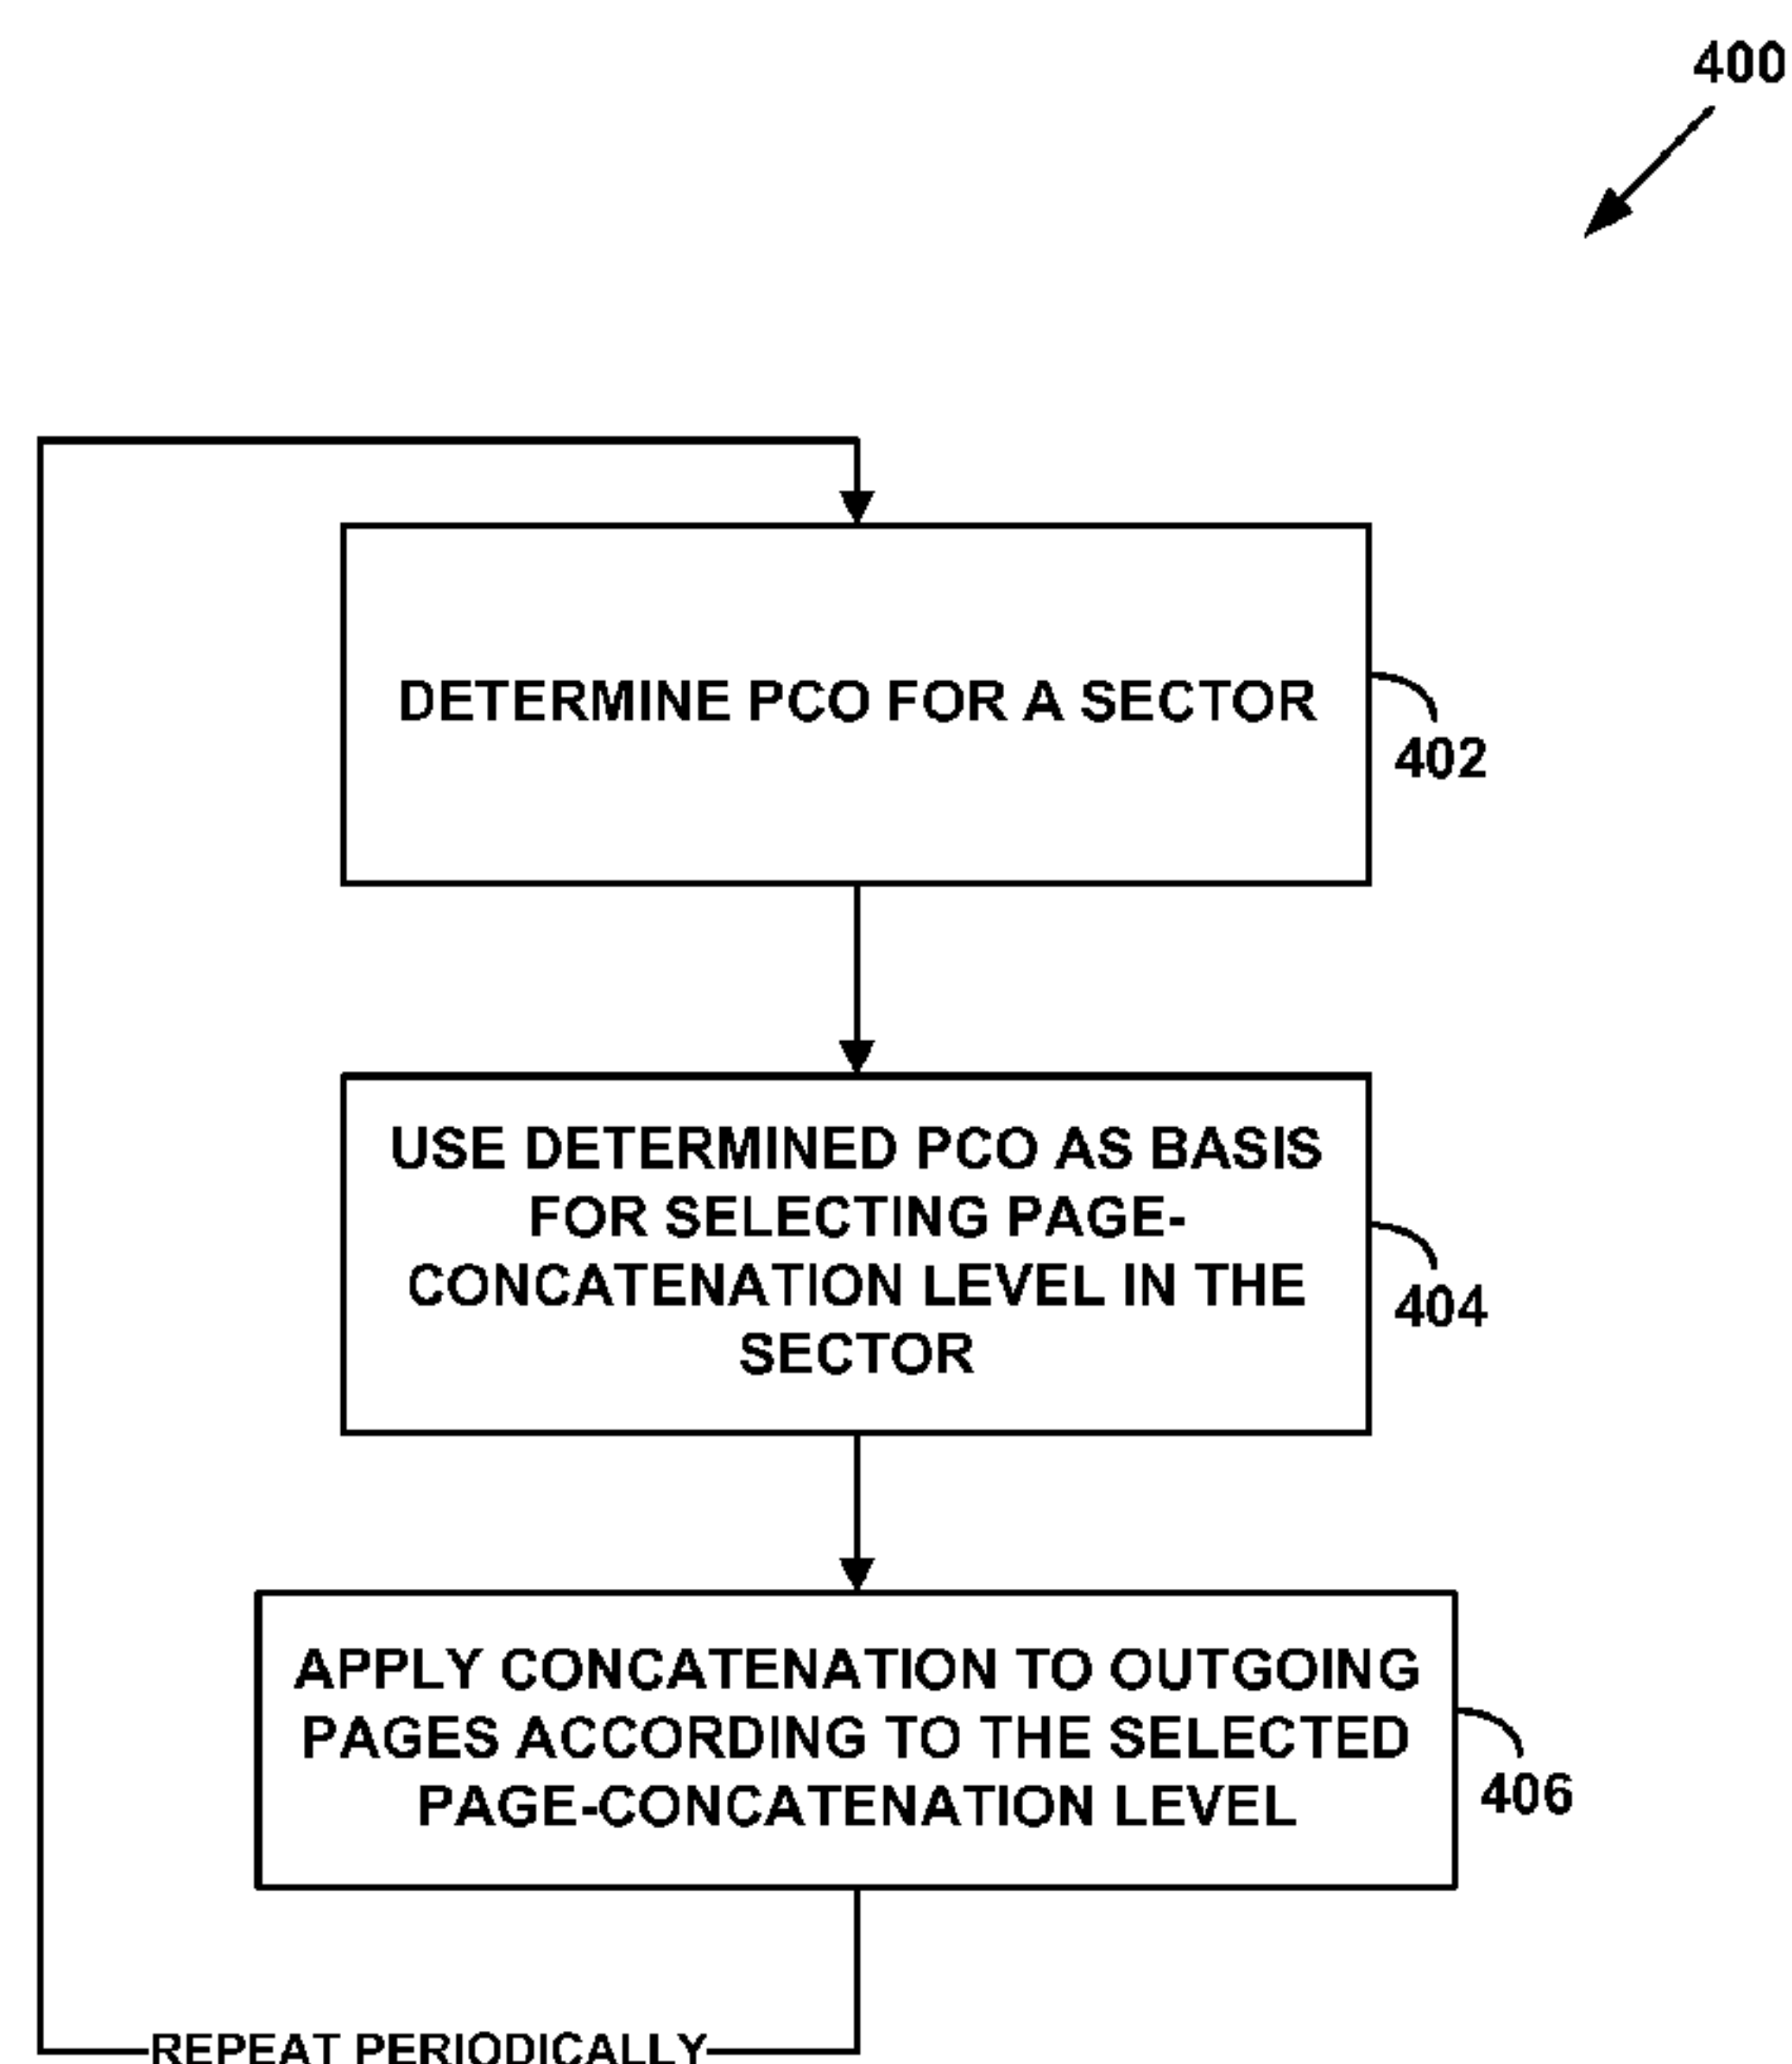 400
DETERMINE PCO FOR A SECTOR
402
USE DETERMINED PCO AS BASIS
FOR SELECTING PAGE-
CONCATENATION LEVEL IN THE
SECTOR
404
APPLY CONCATENATION TO OUTGOING
PAGES ACCORDING TO THE SELECTED
PAGE-CONCATENATION LEVEL
406
REPEAT PERIODICALLY